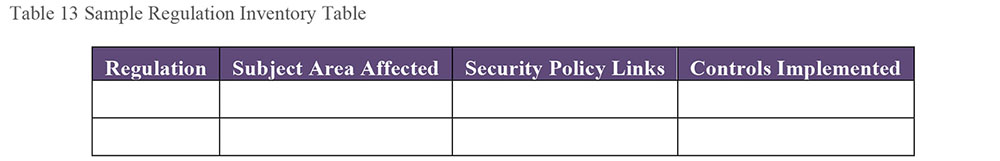 Table 13 Sample Regulation Inventory Table
Regulation Subject Area Affected Security Policy Links Controls Implemented